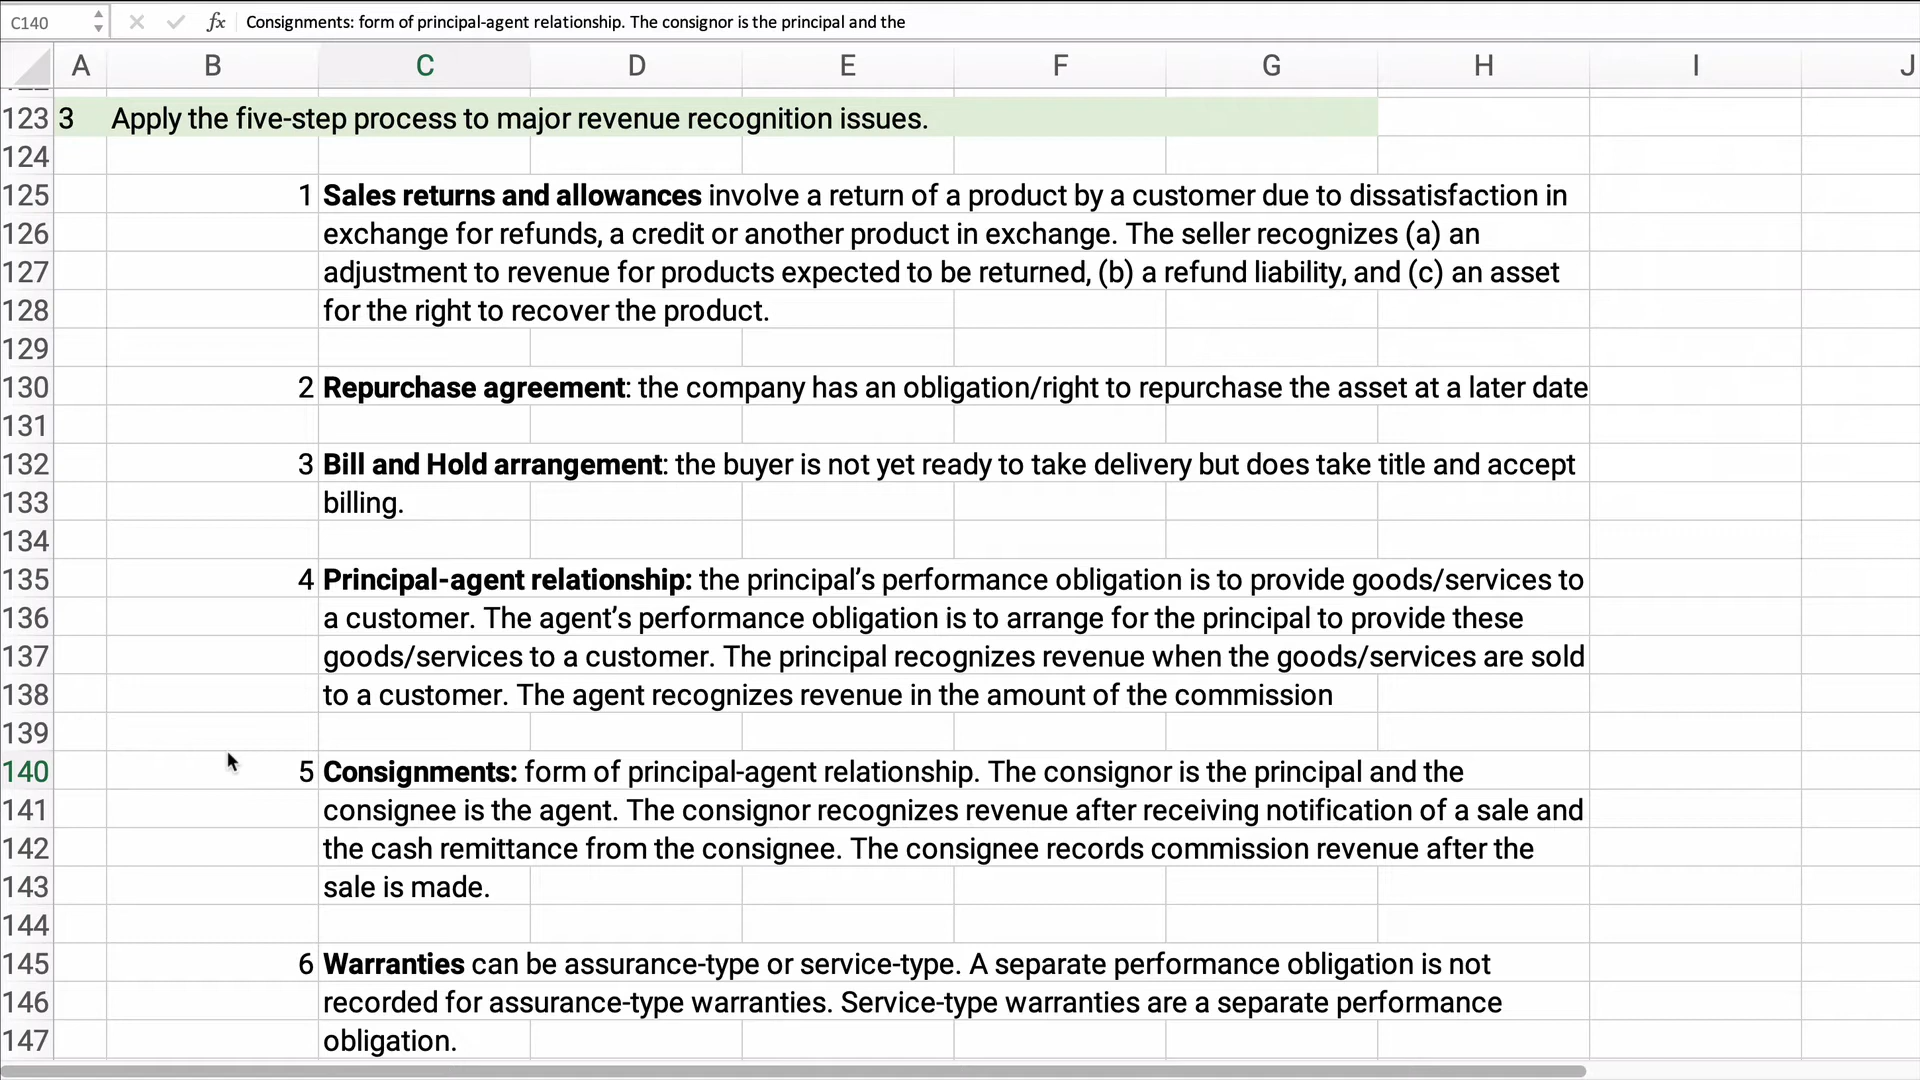 C140 fx Consignments: form of principal-agent relationship. The consignor is the principal and the
A B C D E F G H I J
123 3 Apply the five-step process to major revenue recognition issues.
124
125 1 Sales returns and allowances involve a return of a product by a customer due to dissatisfaction in
126 exchange for refunds, a credit or another product in exchange. The seller recognizes (a) an
127 adjustment to revenue for products expected to be returned, (b) a refund liability, and (c) an asset
128 for the right to recover the product.
129
130 2 Repurchase agreement: the company has an obligation/right to repurchase the asset at a later date
131
132 3 Bill and Hold arrangement: the buyer is not yet ready to take delivery but does take title and accept
133 billing.
134
135 4 Principal-agent relationship: the principal’s performance obligation is to provide goods/services to
136 a customer. The agent’s performance obligation is to arrange for the principal to provide these
137 goods/services to a customer. The principal recognizes revenue when the goods/services are sold
138 to a customer. The agent recognizes revenue in the amount of the commission
139
140 5 Consignments: form of principal-agent relationship. The consignor is the principal and the
141 consignee is the agent. The consignor recognizes revenue after receiving notification of a sale and
142 the cash remittance from the consignee. The consignee records commission revenue after the
143 sale is made.
144
145 6 Warranties can be assurance-type or service-type. A separate performance obligation is not
146 recorded for assurance-type warranties. Service-type warranties are a separate performance
147 obligation.